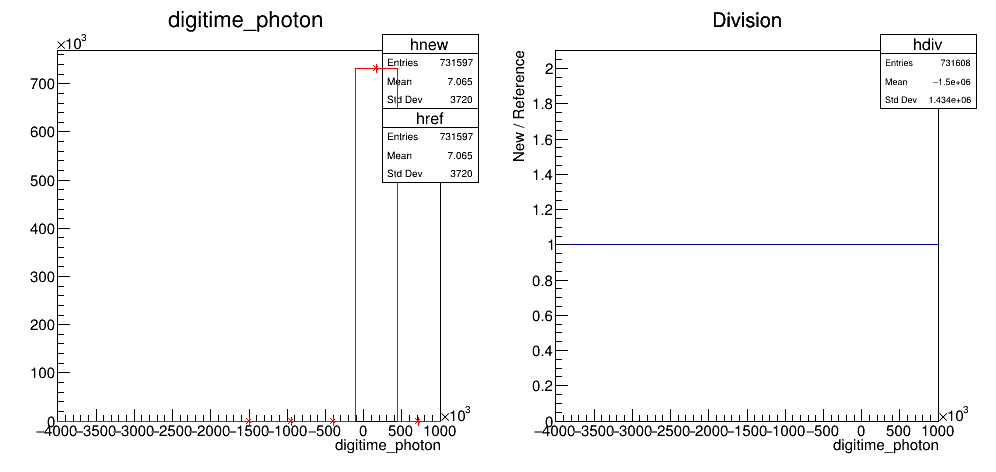 digitime_photon
×10³
hnew
Entries 731597
Mean 7.065
Std Dev 3720
href
Entries 731597
Mean 7.065
Std Dev 3720
700
600
500
400
300
200
100
0
−4000 −3500 −3000 −2500 −2000 −1500 −1000 −500 0 500 1000
×10³
digitime_photon
Division
hdiv
Entries 731608
Mean −1.5e+06
Std Dev 1.434e+06
New / Reference
2
1.8
1.6
1.4
1.2
1
0.8
0.6
0.4
0.2
0
−4000 −3500 −3000 −2500 −2000 −1500 −1000 −500 0 500 1000
×10³
digitime_photon